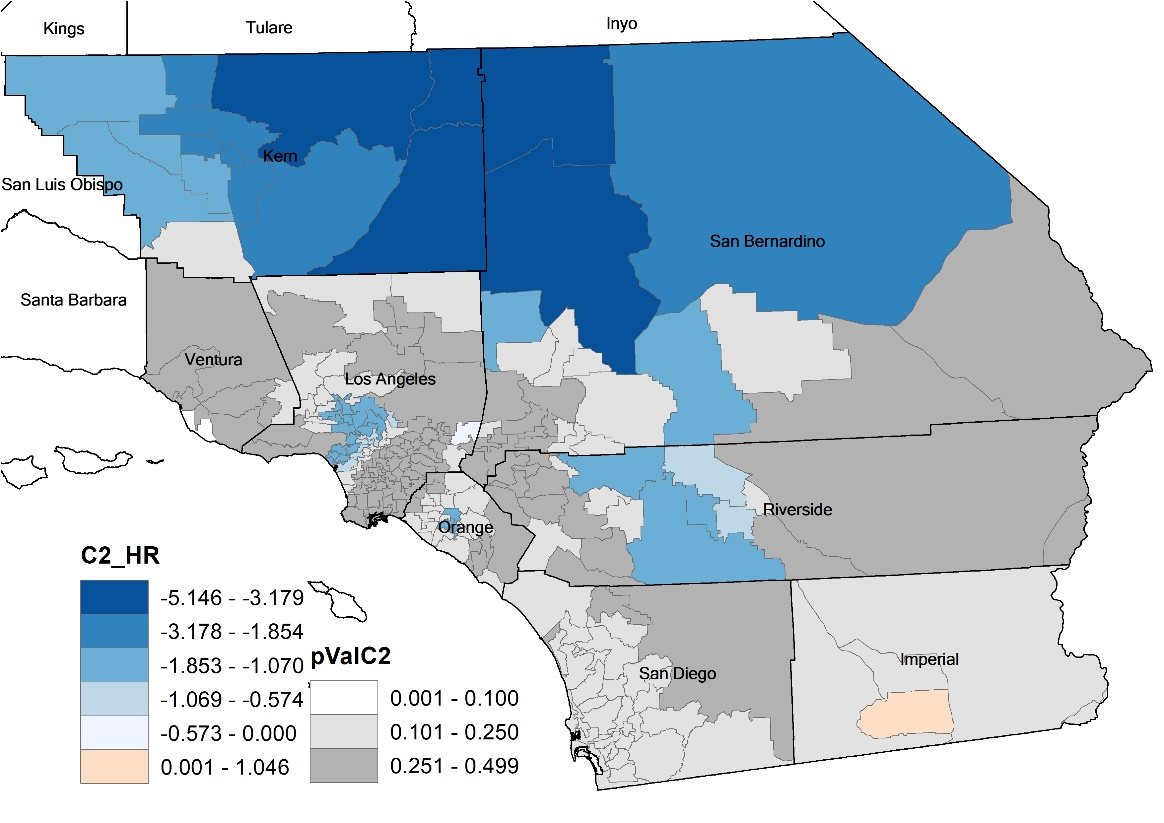 Kings
Tulare
Inyo
Kern
San Luis Obispo
San Bernardino
Santa Barbara
Ventura
Los Angeles
Riverside
Orange
Imperial
San Diego
C2_HR
-5.146 - -3.179
-3.178 - -1.854
-1.853 - -1.070
-1.069 - -0.574
-0.573 - 0.000
0.001 - 1.046
pValC2
0.001 - 0.100
0.101 - 0.250
0.251 - 0.499